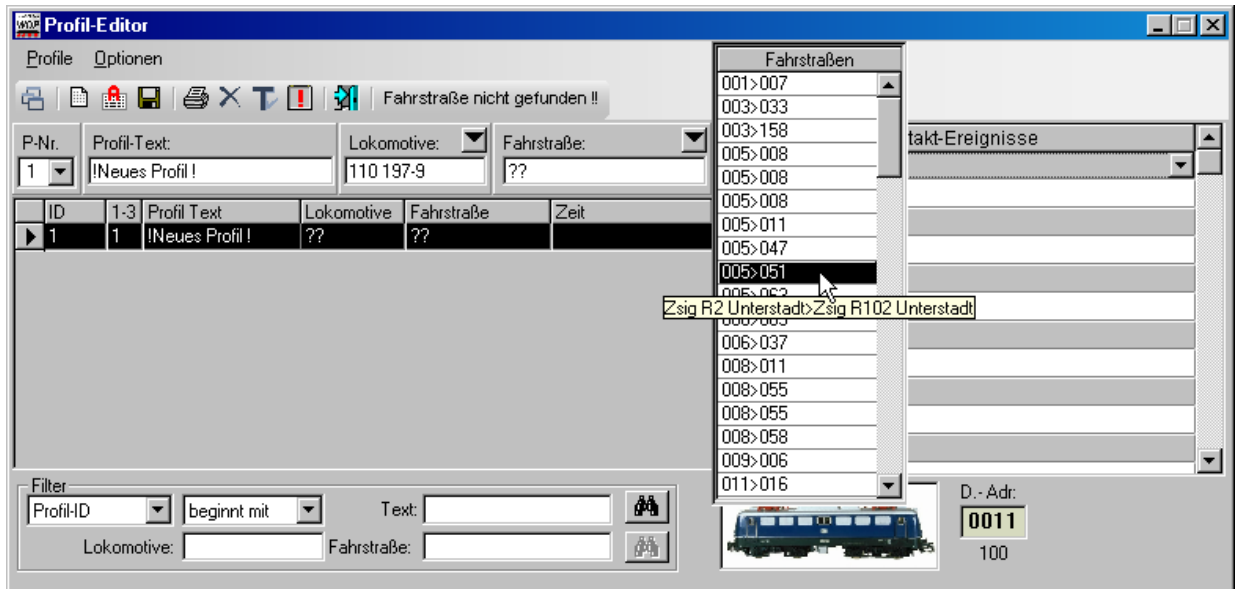 WDP Profil-Editor
Profile Optionen
Fahrstraße nicht gefunden !!
P-Nr. Profil-Text: Lokomotive: Fahrstraße:
1 !Neues Profil ! 110 197-9 ??
ID 1-3 Profil Text Lokomotive Fahrstraße Zeit
1 1 !Neues Profil ! ?? ??
Fahrstraßen
001>007
003>033
003>158
005>008
005>008
005>008
005>011
005>047
005>051
Zsig R2 Unterstadt>Zsig R102 Unterstadt
006>037
008>011
008>055
008>055
008>058
009>006
011>016
takt-Ereignisse
Filter
Profil-ID beginnt mit Text:
Lokomotive: Fahrstraße:
D.- Adr:
0011
100